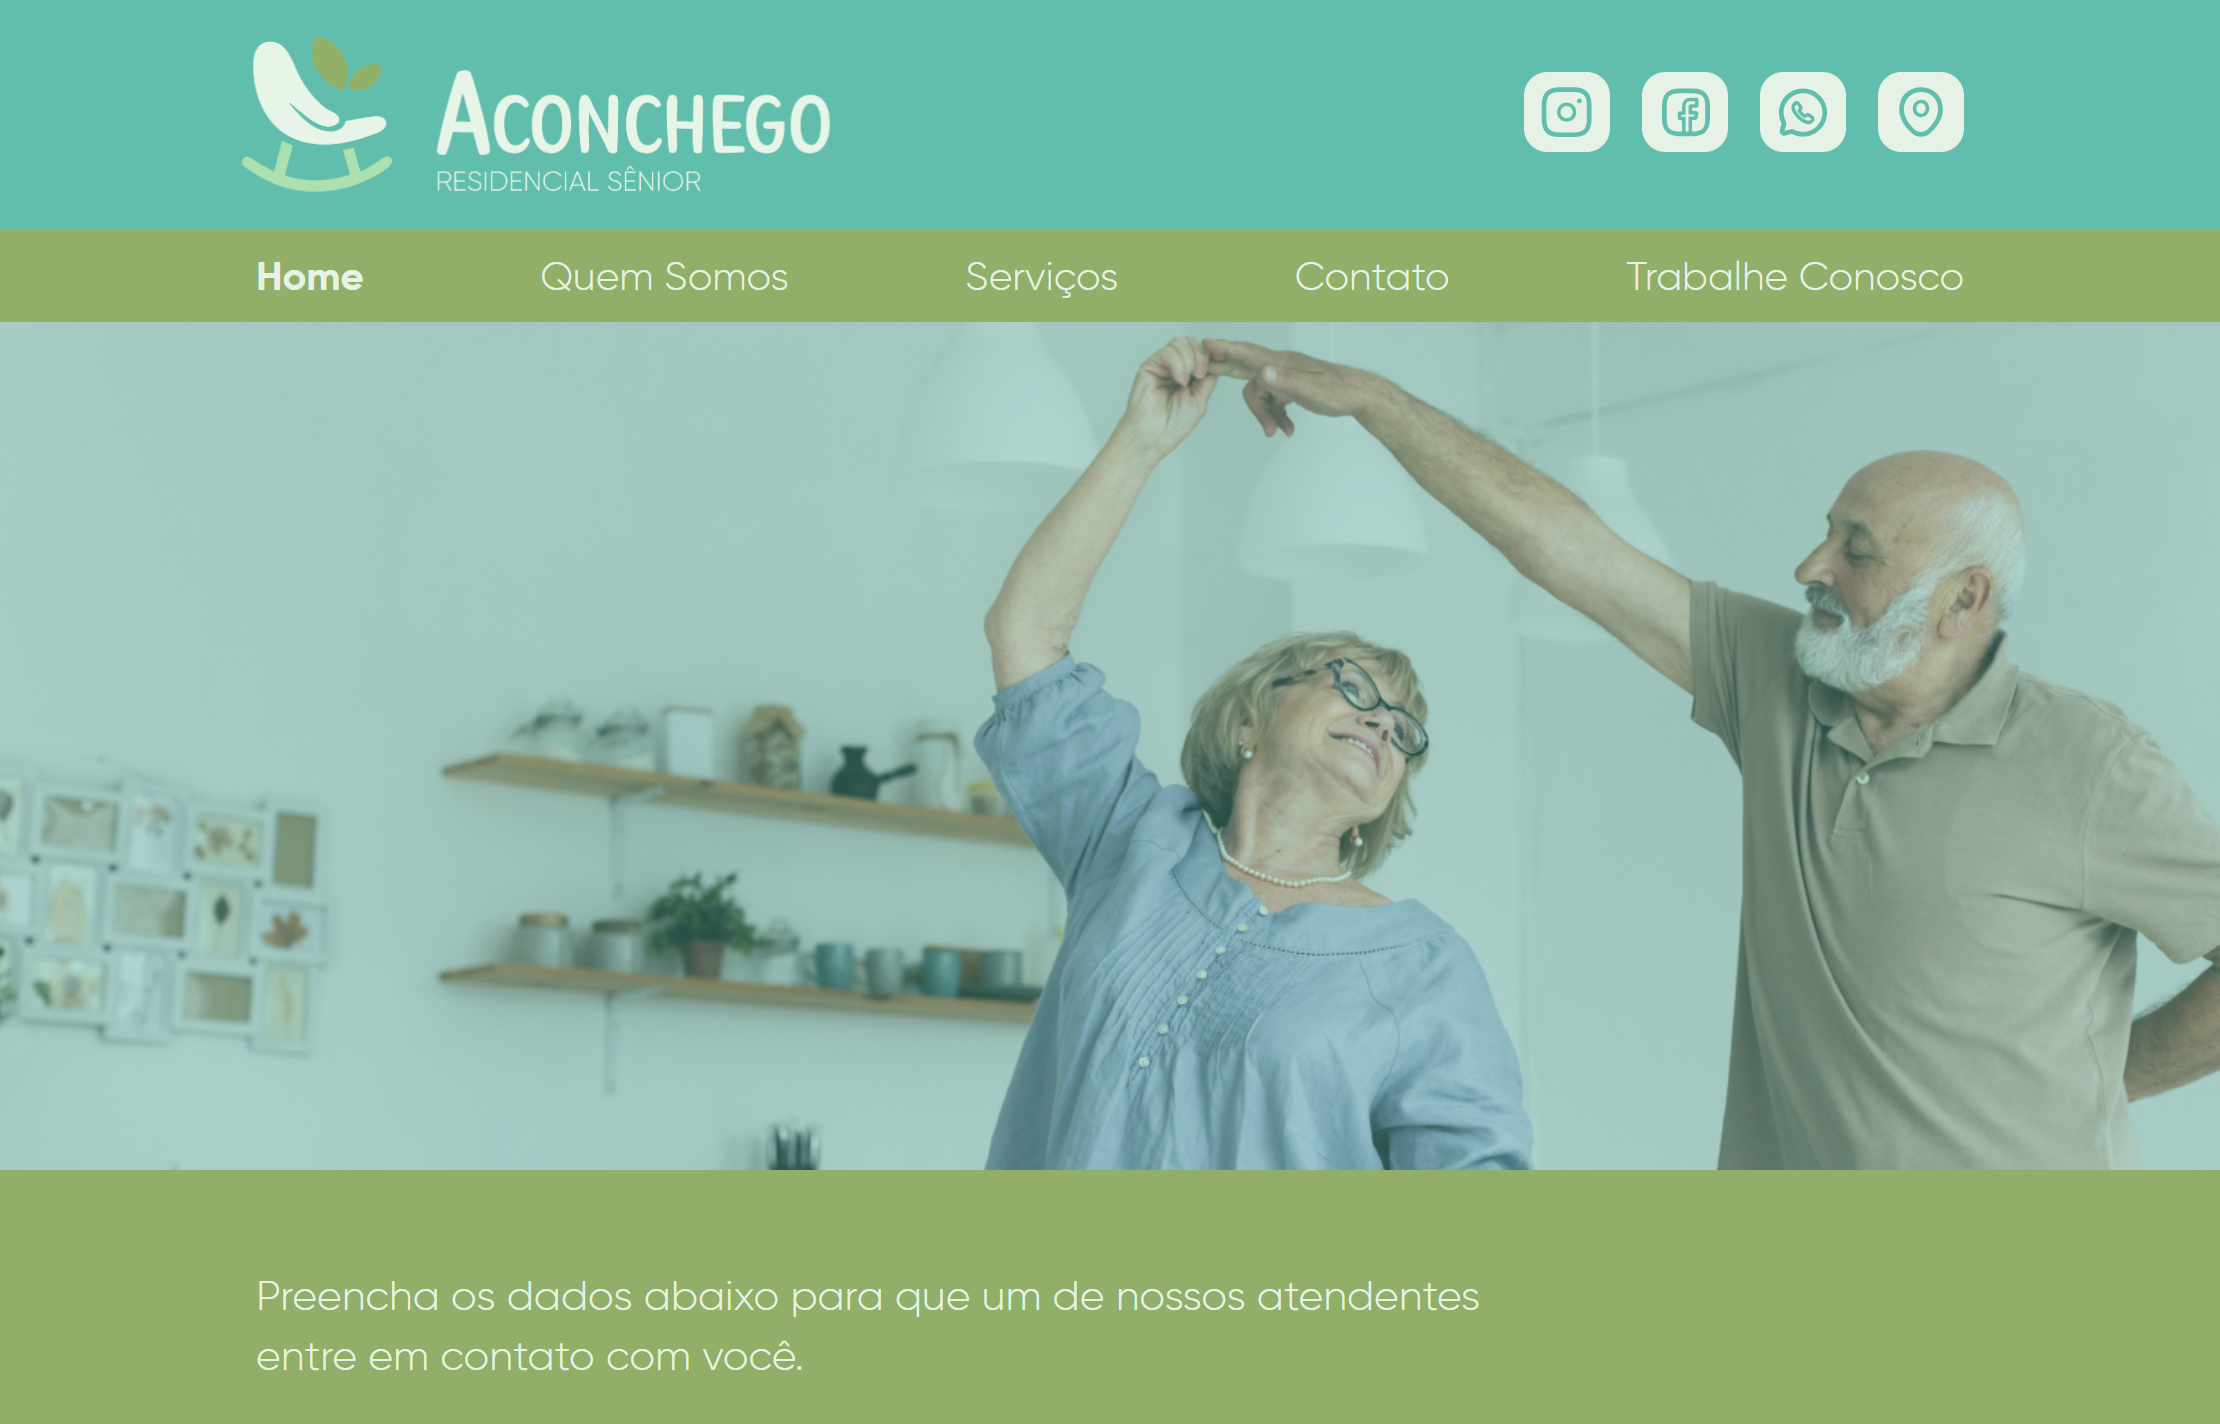 ACONCHEGO
RESIDENCIAL SÊNIOR
Home
Quem Somos
Serviços
Contato
Trabalhe Conosco
Preencha os dados abaixo para que um de nossos atendentes
entre em contato com você.